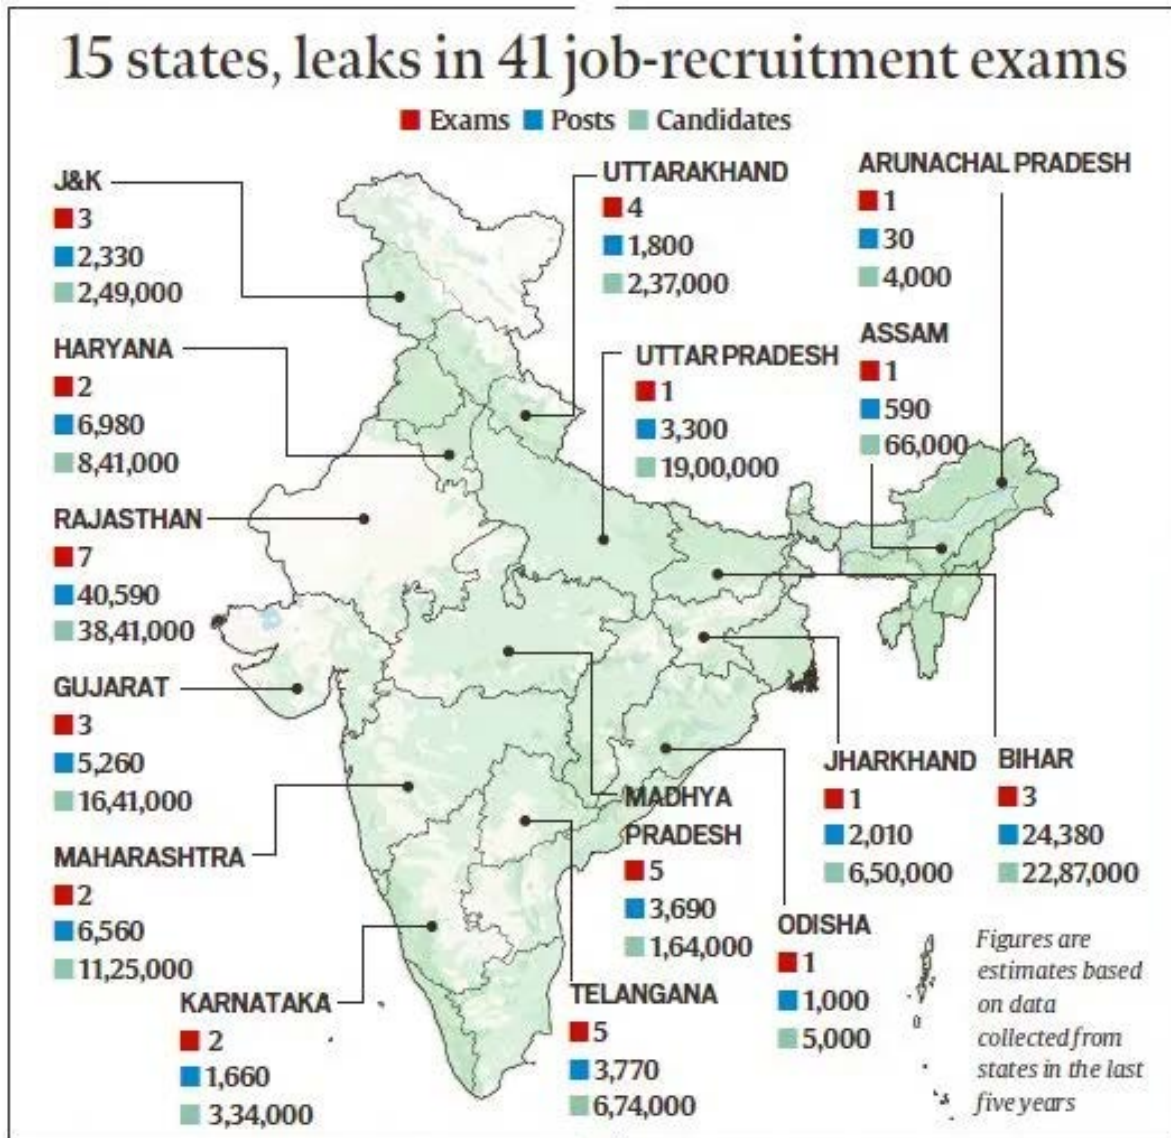 15 states, leaks in 41 job-recruitment exams
Exams Posts Candidates
J&K
3
2,330
2,49,000
HARYANA
2
6,980
8,41,000
RAJASTHAN
7
40,590
38,41,000
GUJARAT
3
5,260
16,41,000
MAHARASHTRA
2
6,560
11,25,000
KARNATAKA
2
1,660
3,34,000
UTTARAKHAND
4
1,800
2,37,000
UTTAR PRADESH
1
3,300
19,00,000
ARUNACHAL PRADESH
1
30
4,000
ASSAM
1
590
66,000
MADHYA
PRADESH
5
3,690
1,64,000
TELANGANA
5
3,770
6,74,000
JHARKHAND
1
2,010
6,50,000
BIHAR
3
24,380
22,87,000
ODISHA
1
1,000
5,000
Figures are
estimates based
on data
collected from
states in the last
five years